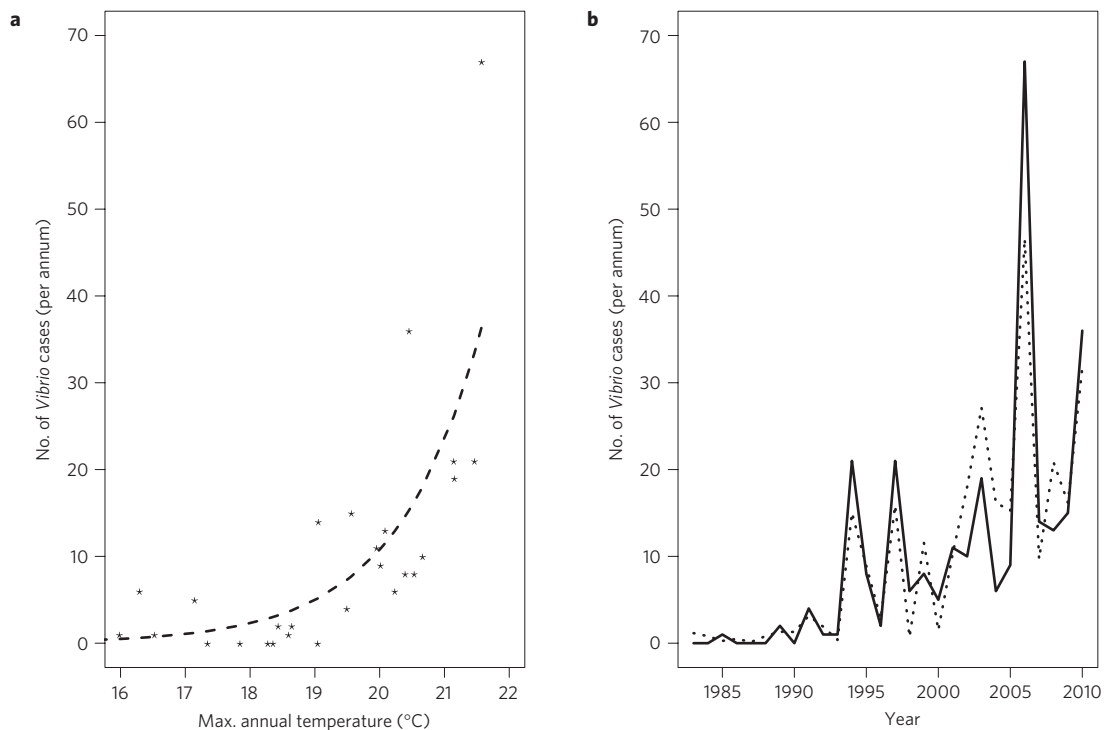 a
70
60
50
40
30
20
10
0
No. of Vibrio cases (per annum)
16 17 18 19 20 21 22
Max. annual temperature (°C)
b
70
60
50
40
30
20
10
0
No. of Vibrio cases (per annum)
1985 1990 1995 2000 2005 2010
Year